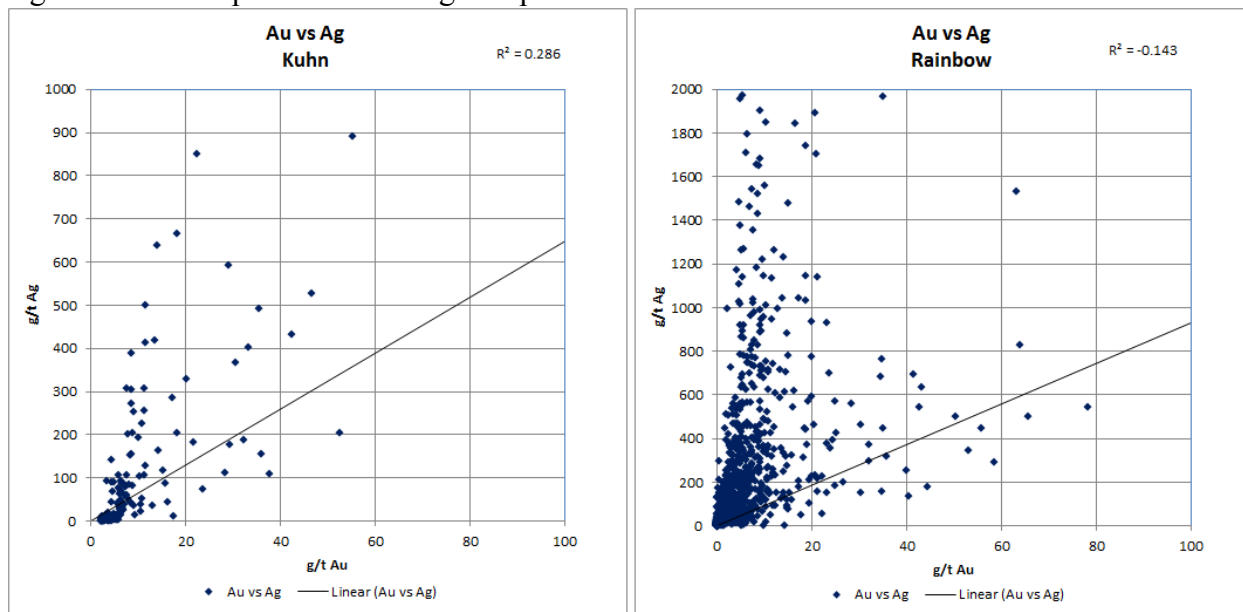 Au vs Ag
Kuhn
R² = 0.286
1000
900
800
700
600
500
400
300
200
100
0
g/t Ag
0 20 40 60 80 100
g/t Au
Au vs Ag Linear (Au vs Ag)
Au vs Ag
Rainbow
R² = -0.143
2000
1800
1600
1400
1200
1000
800
600
400
200
0
g/t Ag
0 20 40 60 80 100
g/t Au
Au vs Ag Linear (Au vs Ag)